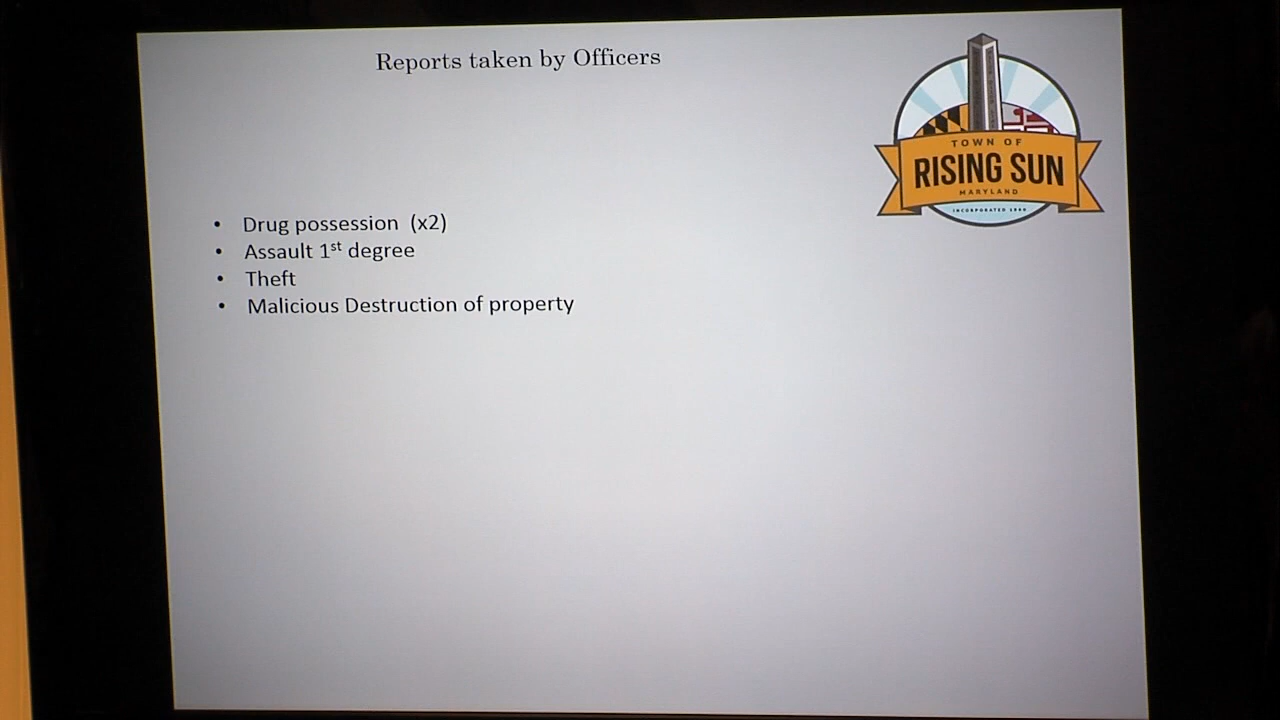 Reports taken by Officers
TOWN OF
RISING SUN
MARYLAND
• Drug possession (x2)
• Assault 1st degree
• Theft
• Malicious Destruction of property